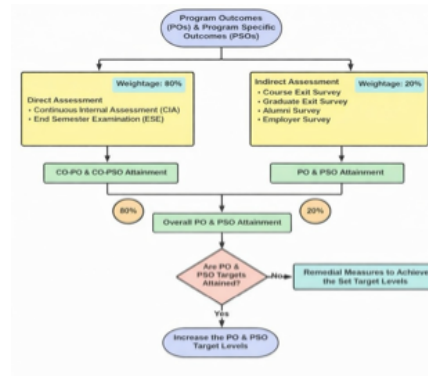 Program Outcomes
(POs) & Program Specific
Outcomes (PSOs)
Weightage: 80%
Direct Assessment
• Continuous Internal Assessment (CIA)
• End Semester Examination (ESE)
Weightage: 20%
Indirect Assessment
• Course Exit Survey
• Graduate Exit Survey
• Alumni Survey
• Employer Survey
CO-PO & CO-PSO Attainment
PO & PSO Attainment
80%
20%
Overall PO & PSO Attainment
Are PO &
PSO Targets
Attained?
No
Remedial Measures to Achieve
the Set Target Levels
Yes
Increase the PO & PSO
Target Levels